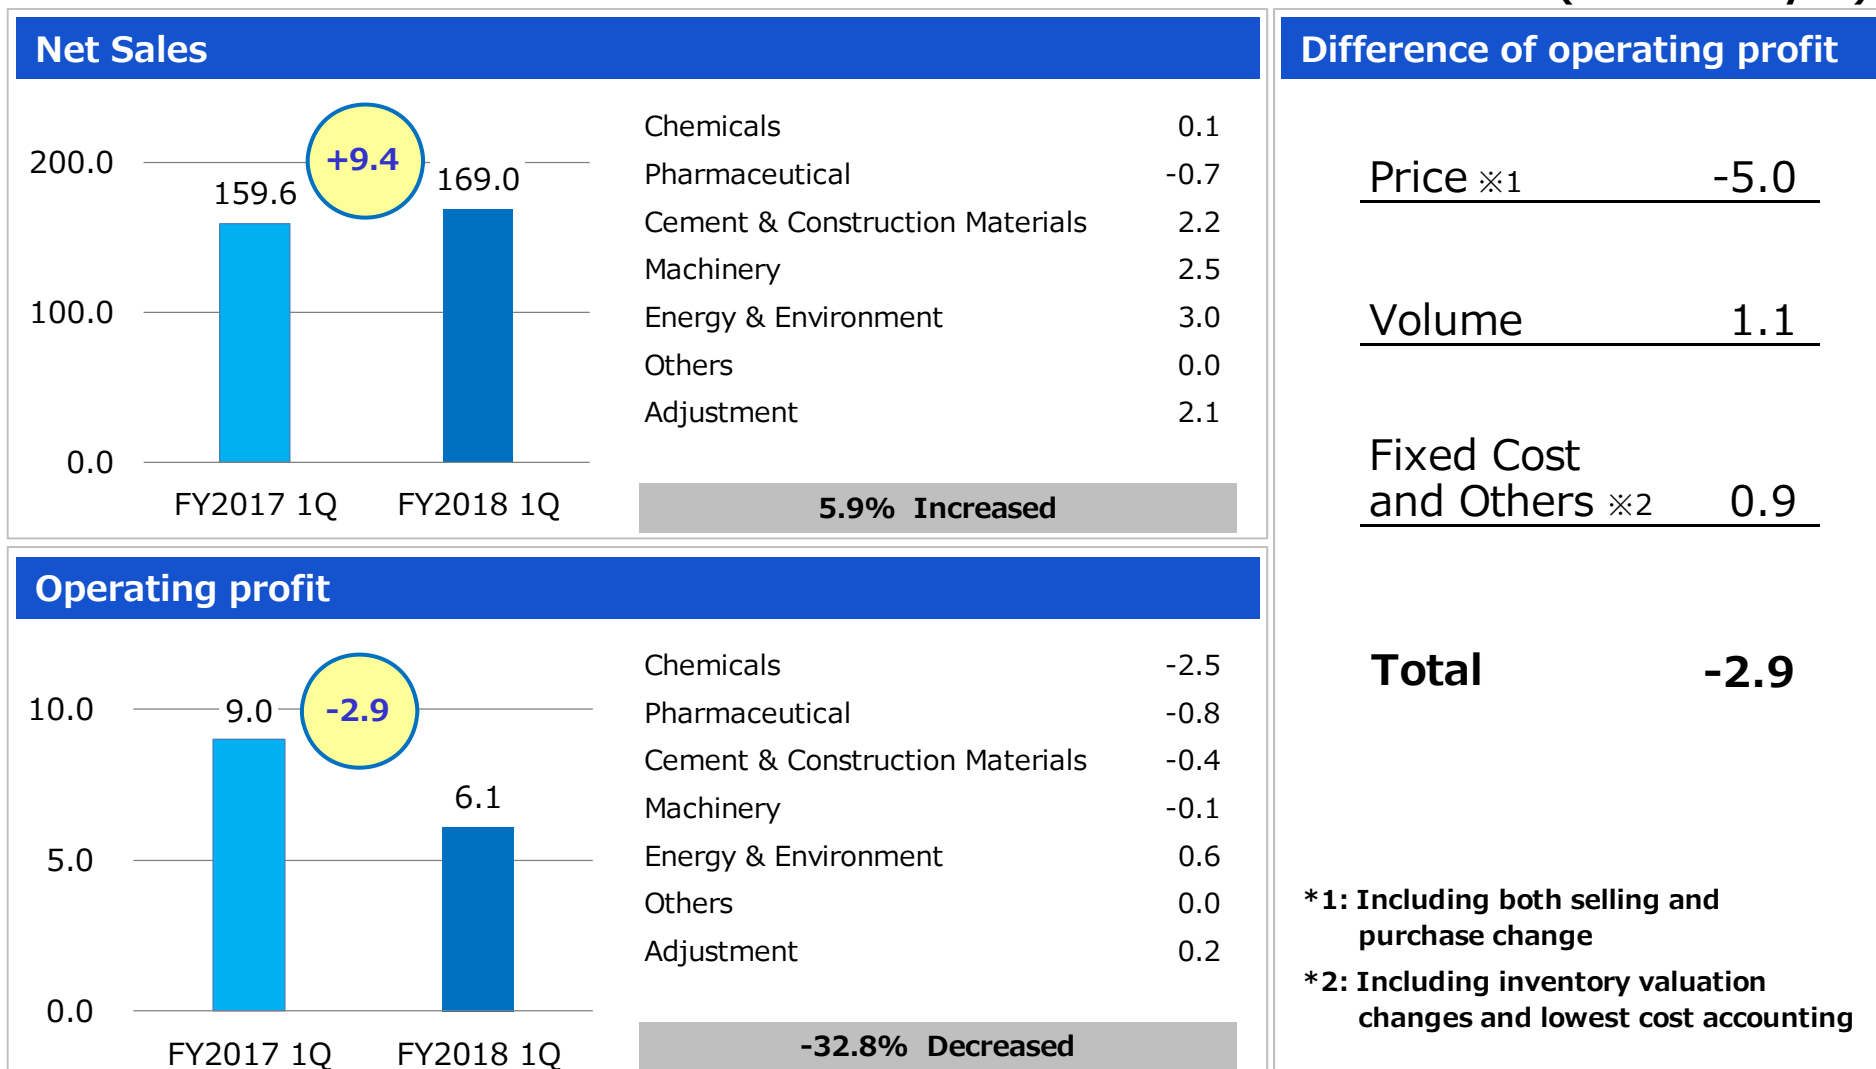 Net Sales
200.0
100.0
0.0
159.6
+9.4
169.0
FY2017 1Q FY2018 1Q
Chemicals 0.1
Pharmaceutical -0.7
Cement & Construction Materials 2.2
Machinery 2.5
Energy & Environment 3.0
Others 0.0
Adjustment 2.1
5.9% Increased
Operating profit
10.0
5.0
0.0
9.0
-2.9
6.1
FY2017 1Q FY2018 1Q
Chemicals -2.5
Pharmaceutical -0.8
Cement & Construction Materials -0.4
Machinery -0.1
Energy & Environment 0.6
Others 0.0
Adjustment 0.2
-32.8% Decreased
Difference of operating profit
Price ※1 -5.0
Volume 1.1
Fixed Cost
and Others ※2 0.9
Total -2.9
*1: Including both selling and
purchase change
*2: Including inventory valuation
changes and lowest cost accounting